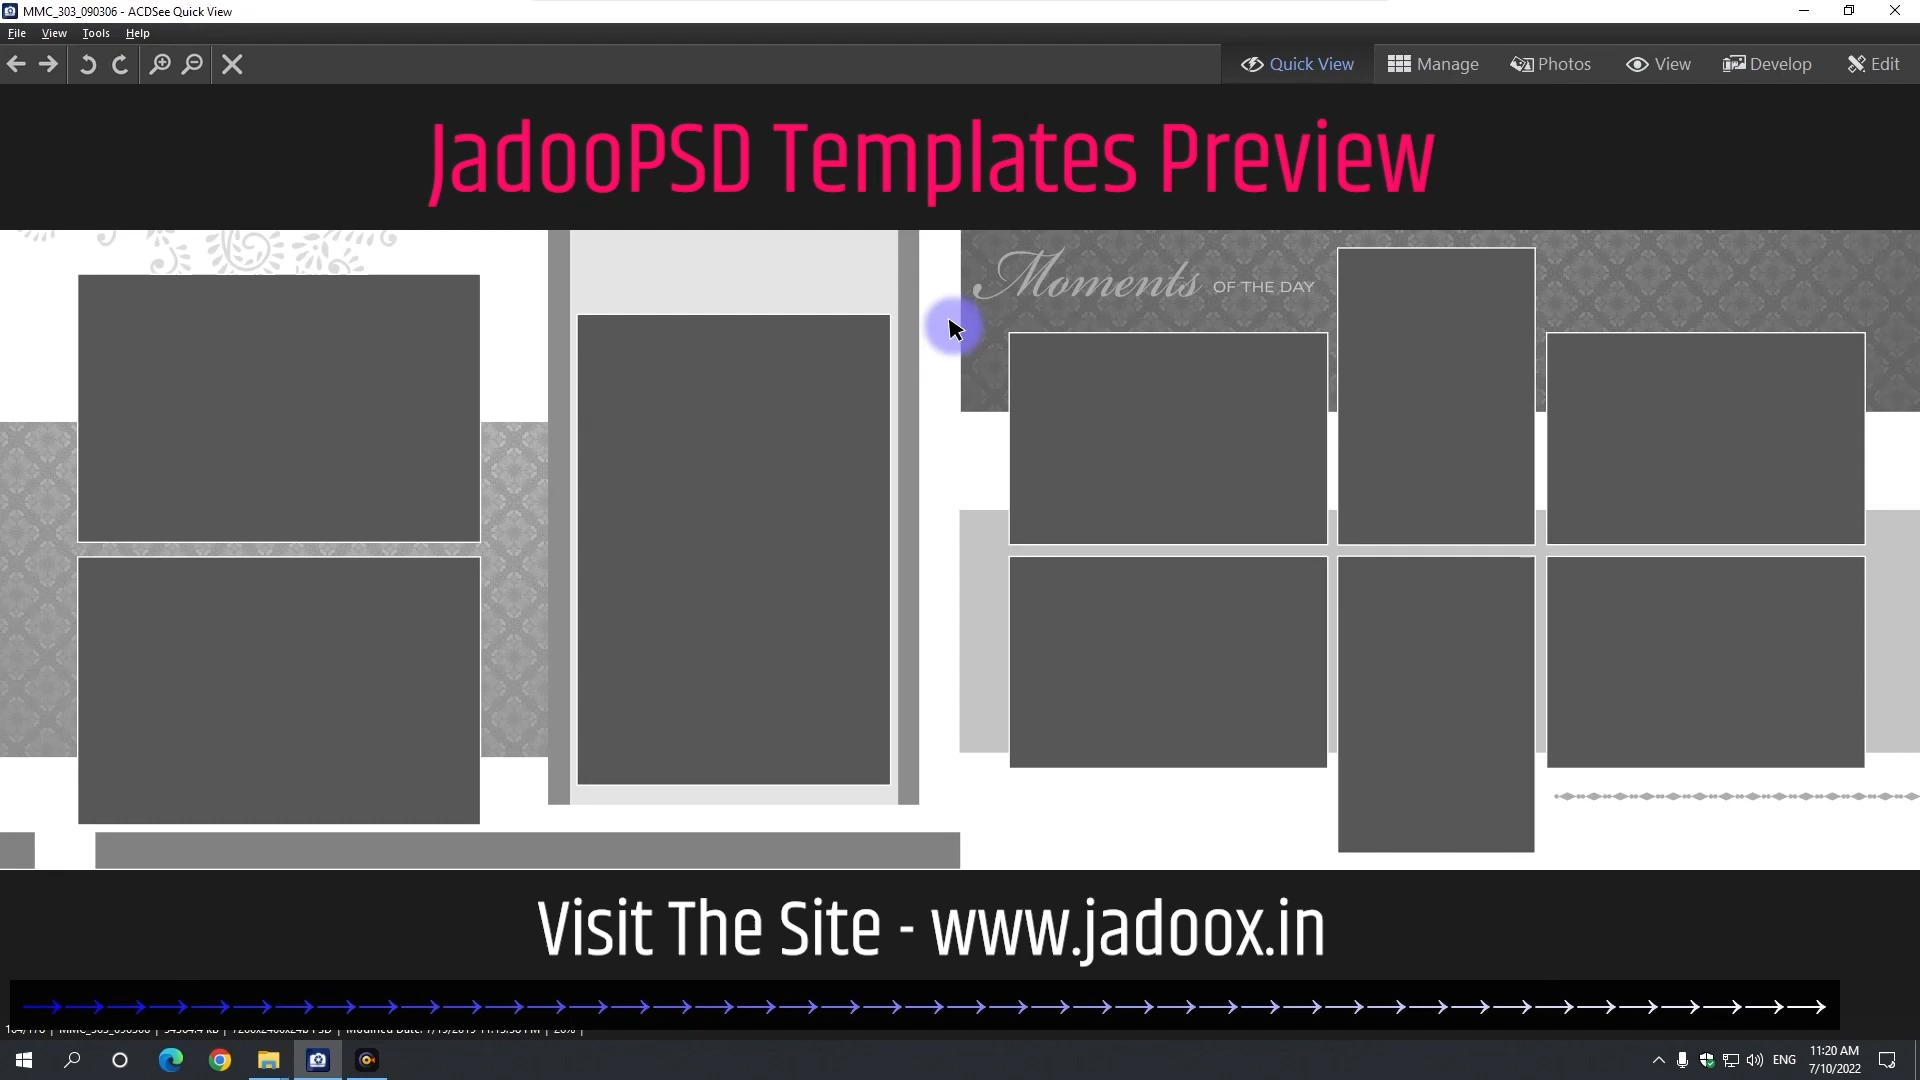 MMC_303_090306 - ACDSee Quick View
File View Tools Help
Quick View Manage Photos View Develop Edit
JadooPSD Templates Preview
Moments OF THE DAY
Visit The Site - www.jadoox.in
ENG
11:20 AM
7/10/2022